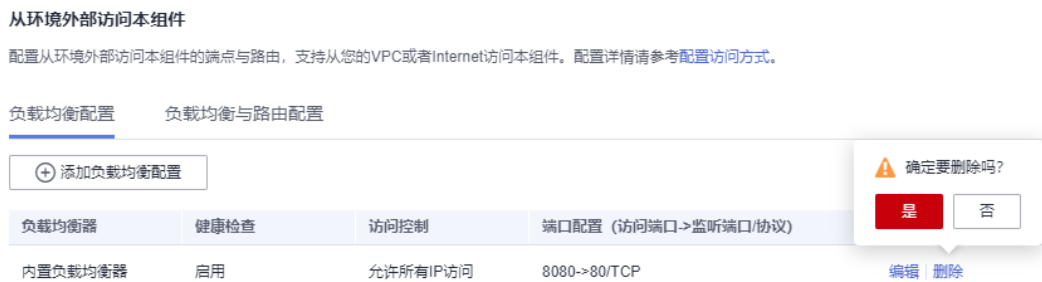 从环境外部访问本组件
配置从环境外部访问本组件的端点与路由，支持从您的VPC或者Internet访问本组件。配置详情请参考配置访问方式。
负载均衡配置 负载均衡与路由配置
添加负载均衡配置
确定要删除吗？
是 否
负载均衡器 健康检查 访问控制 端口配置（访问端口->监听端口/协议）
内置负载均衡器 启用 允许所有IP访问 8080->80/TCP 编辑 删除